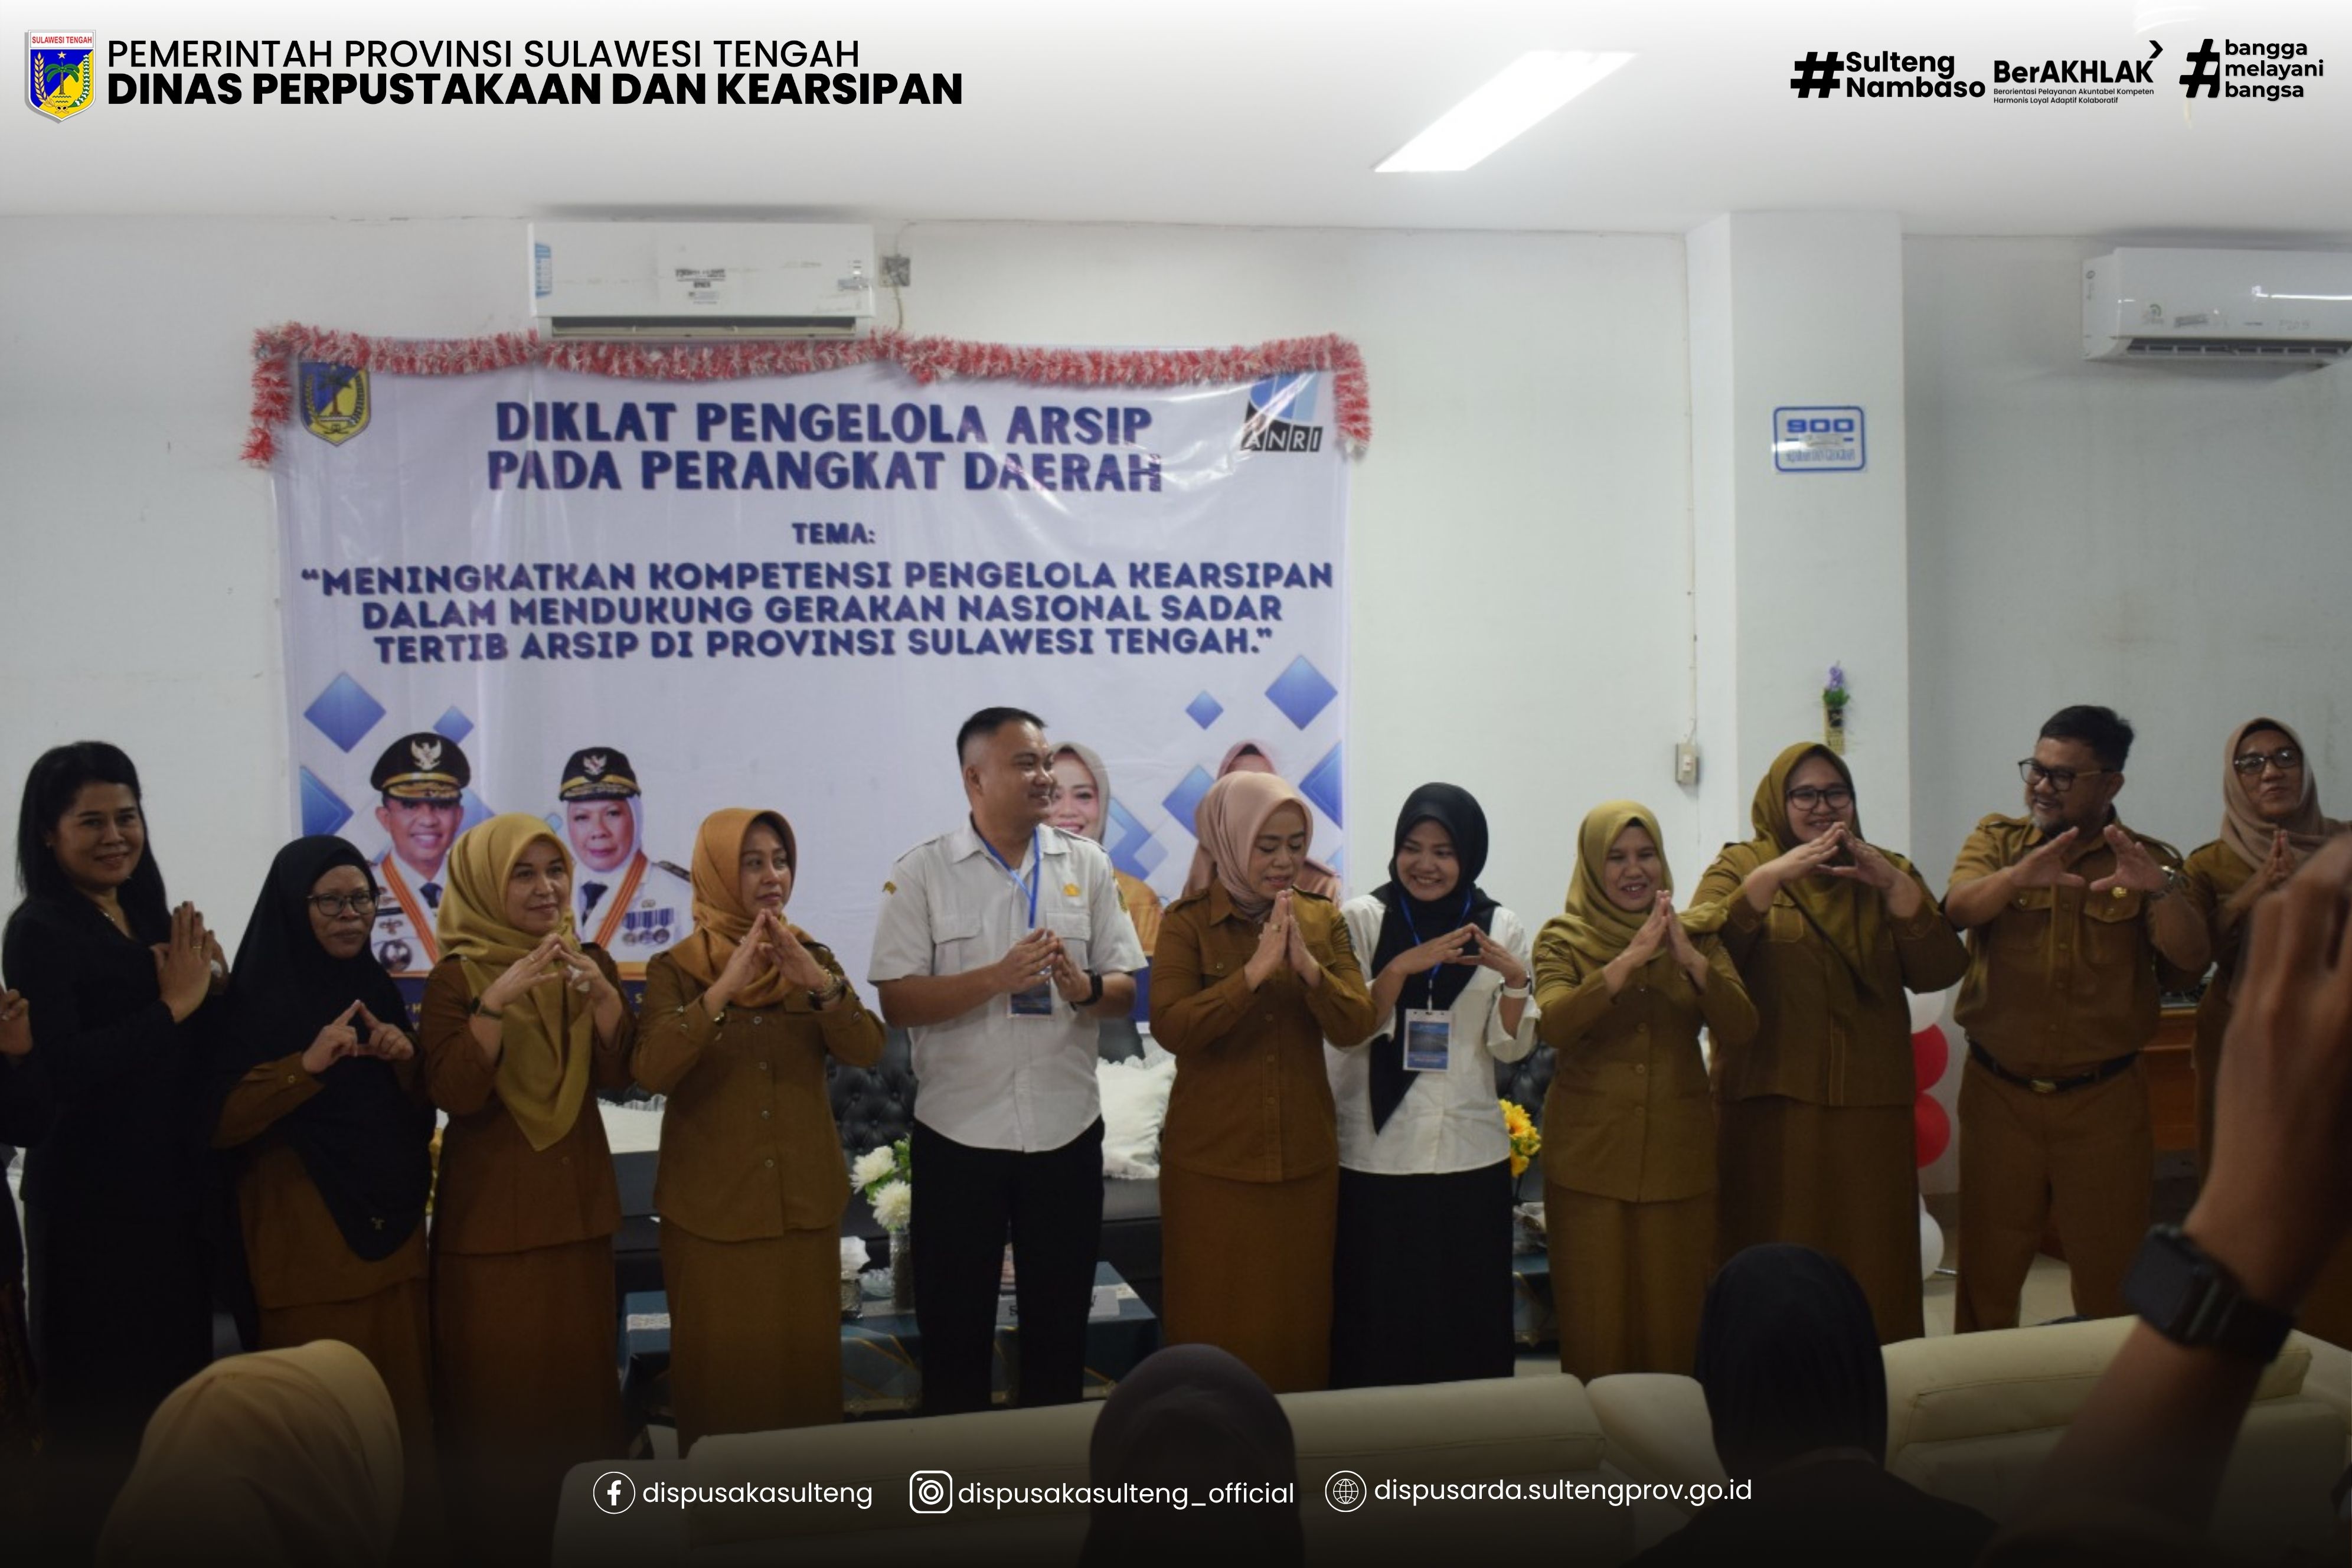 SULAWESI TENGAH
PEMERINTAH PROVINSI SULAWESI TENGAH
DINAS PERPUSTAKAAN DAN KEARSIPAN
#Sulteng
Nambaso
BerAKHLAK
Berorientasi Pelayanan Akuntabel Kompeten
Harmonis Loyal Adaptif Kolaboratif
#bangga
melayani
bangsa
DIKLAT PENGELOLA ARSIP
PADA PERANGKAT DAERAH
ANRI
TEMA:
“MENINGKATKAN KOMPETENSI PENGELOLA KEARSIPAN
DALAM MENDUKUNG GERAKAN NASIONAL SADAR
TERTIB ARSIP DI PROVINSI SULAWESI TENGAH.”
900
dispusakasulteng
dispusakasulteng_official
dispusarda.sultengprov.go.id